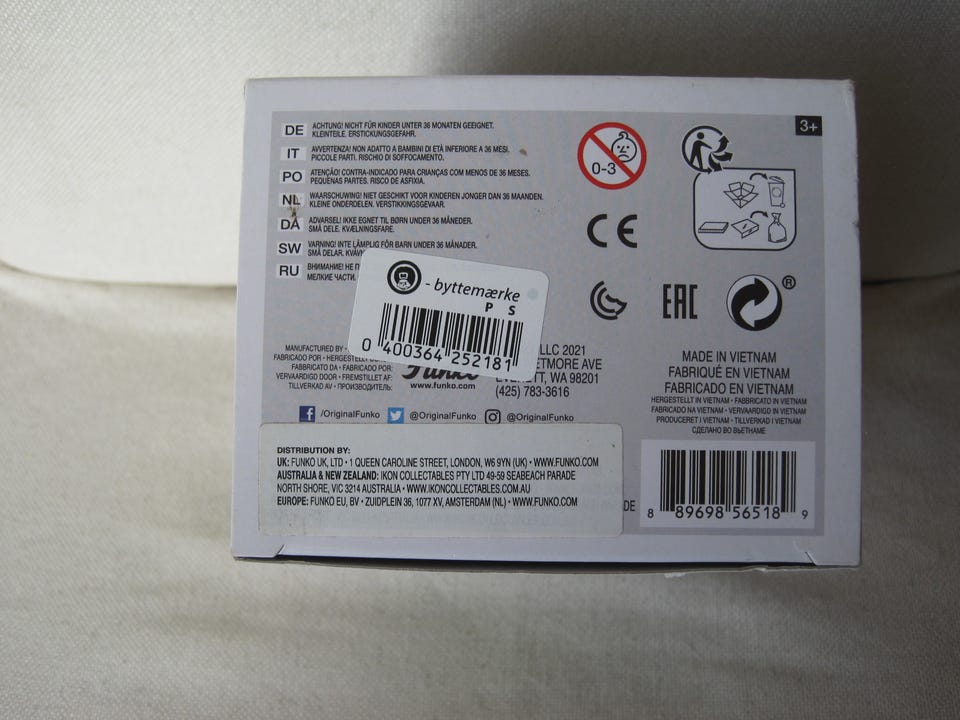 DE ACHTUNG! NICHT FÜR KINDER UNTER 36 MONATEN GEEIGNET.
KLEINTEILE. ERSTICKUNGSGEFAHR.
IT AVVERTENZA! NON ADATTO A BAMBINI DI ETÀ INFERIORE A 36 MESI.
PICCOLE PARTI. RISCHIO DI SOFFOCAMENTO.
PO ATENÇÃO! CONTRA-INDICADO PARA CRIANÇAS COM MENOS DE 36 MESES.
PEQUENAS PARTES. RISCO DE ASFIXIA.
NL WAARSCHUWING! NIET GESCHIKT VOOR KINDEREN JONGER DAN 36 MAANDEN.
KLEINE ONDERDELEN. VERSTIKKINGSGEVAAR.
DA ADVARSEL! IKKE EGNET TIL BØRN UNDER 36 MÅNEDER.
SMÅ DELE. KVÆLNINGSFARE.
SW VARNING! INTE LÄMPLIG FÖR BARN UNDER 36 MÅNADER.
SMÅ DELAR.
RU ВНИМАНИЕ! НЕ
МЕЛКИЕ ЧАСТИ.
0-3
3+
CE
EAC
®
- byttemærke
P S
0 400364 252181
MANUFACTURED BY •
FABRICADO POR •
FABBRICATO DA • FABRICADO POR:
VERVAARDIGD DOOR • FREMSTILLET AF:
TILLVERKAD AV • ПРОИЗВОДИТЕЛЬ:
Funko
www.funko.com
LLC 2021
ETMORE AVE
EVERETT, WA 98201
(425) 783-3616
/OriginalFunko @OriginalFunko @OriginalFunko
MADE IN VIETNAM
FABRIQUÉ EN VIETNAM
FABRICADO EN VIETNAM
HERGESTELLT IN VIETNAM • FABBRICATO IN VIETNAM
FABRICADO NA VIETNAM • VERVAARDIGD IN VIETNAM
PRODUCERET I VIETNAM • TILLVERKAD I VIETNAM
СДЕЛАНО ВО ВЬЕТНАМЕ
DISTRIBUTION BY:
UK: FUNKO UK, LTD • 1 QUEEN CAROLINE STREET, LONDON, W6 9YN (UK) • WWW.FUNKO.COM
AUSTRALIA & NEW ZEALAND: IKON COLLECTABLES PTY LTD 49-59 SEABEACH PARADE
NORTH SHORE, VIC 3214 AUSTRALIA • WWW.IKONCOLLECTABLES.COM.AU
EUROPE: FUNKO EU, BV • ZUIDPLEIN 36, 1077 XV, AMSTERDAM (NL) • WWW.FUNKO.COM
DE
8 89698 56518 9